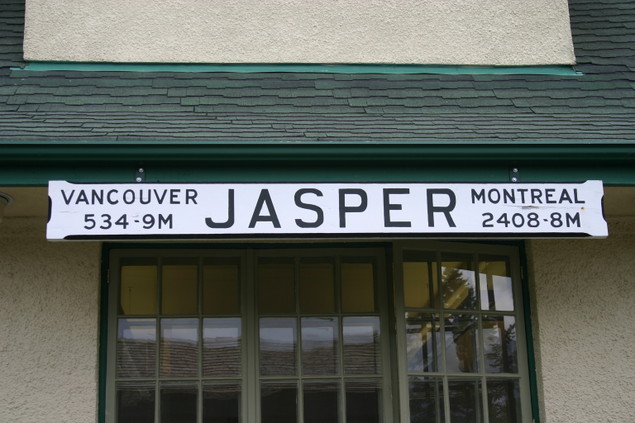 VANCOUVER
534-9M
JASPER
MONTREAL
2408-8M